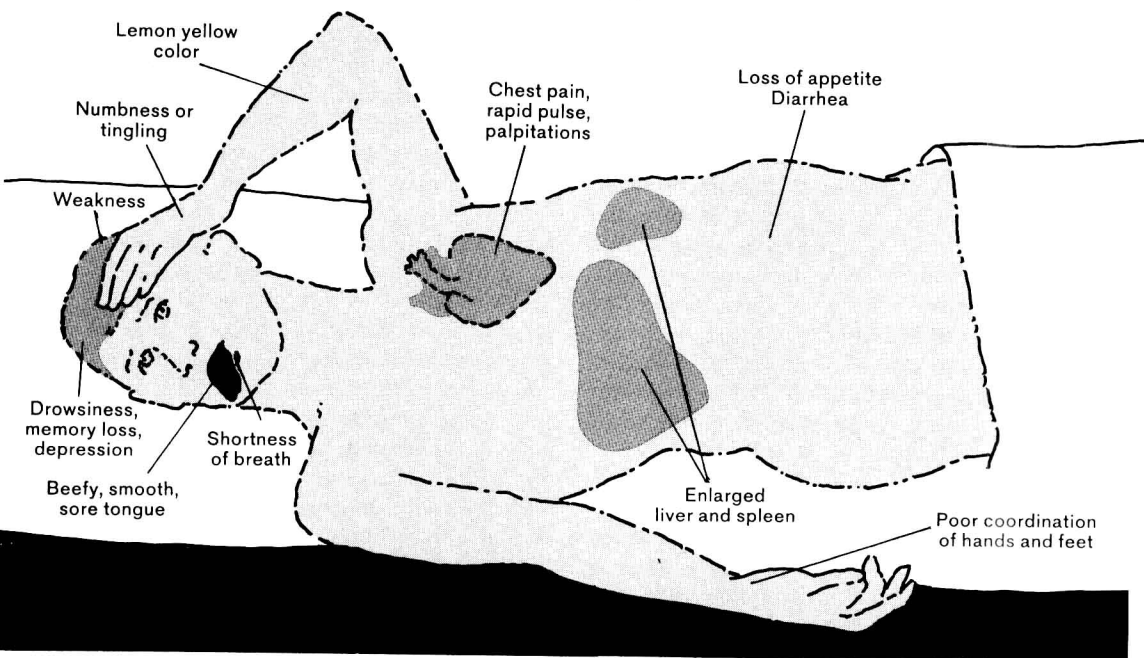 Lemon yellow
color
Numbness or
tingling
Weakness
Chest pain,
rapid pulse,
palpitations
Loss of appetite
Diarrhea
Drowsiness,
memory loss,
depression
Shortness
of breath
Beefy, smooth,
sore tongue
Enlarged
liver and spleen
Poor coordination
of hands and feet